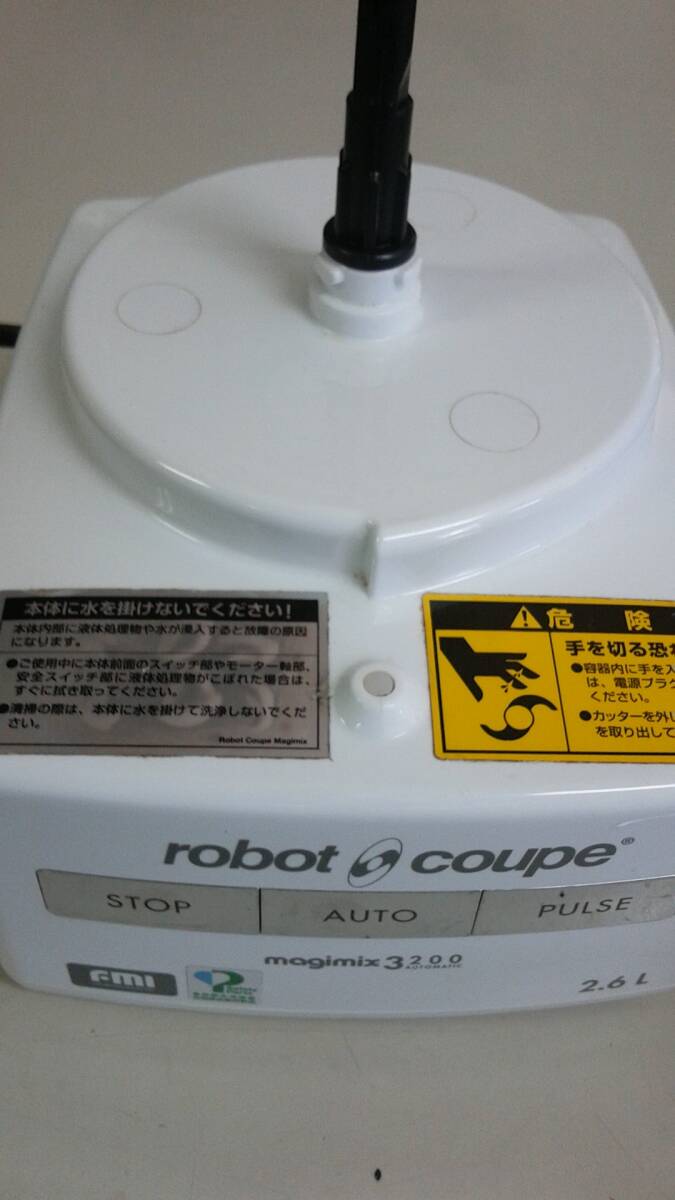 本体に水を掛けないでください！
本体内部に液体処理物や水が浸入すると故障の原因
になります。
●ご使用中に本体前面のスイッチ部やモーター軸部、
安全スイッチ部に液体処理物がこぼれた場合は、
すぐに拭き取ってください。
●清掃の際は、本体に水を掛けて洗浄しないでくだ
さい。
Robot Coupe Magimix
危 険
手を切る恐れ
●容器内に手を入
は、電源プラグ
ください。
●カッターを外し
を取り出して
robot coupe®
STOP
AUTO
PULSE
magimix 3200
AUTOMATIC
FMI
2.6 L